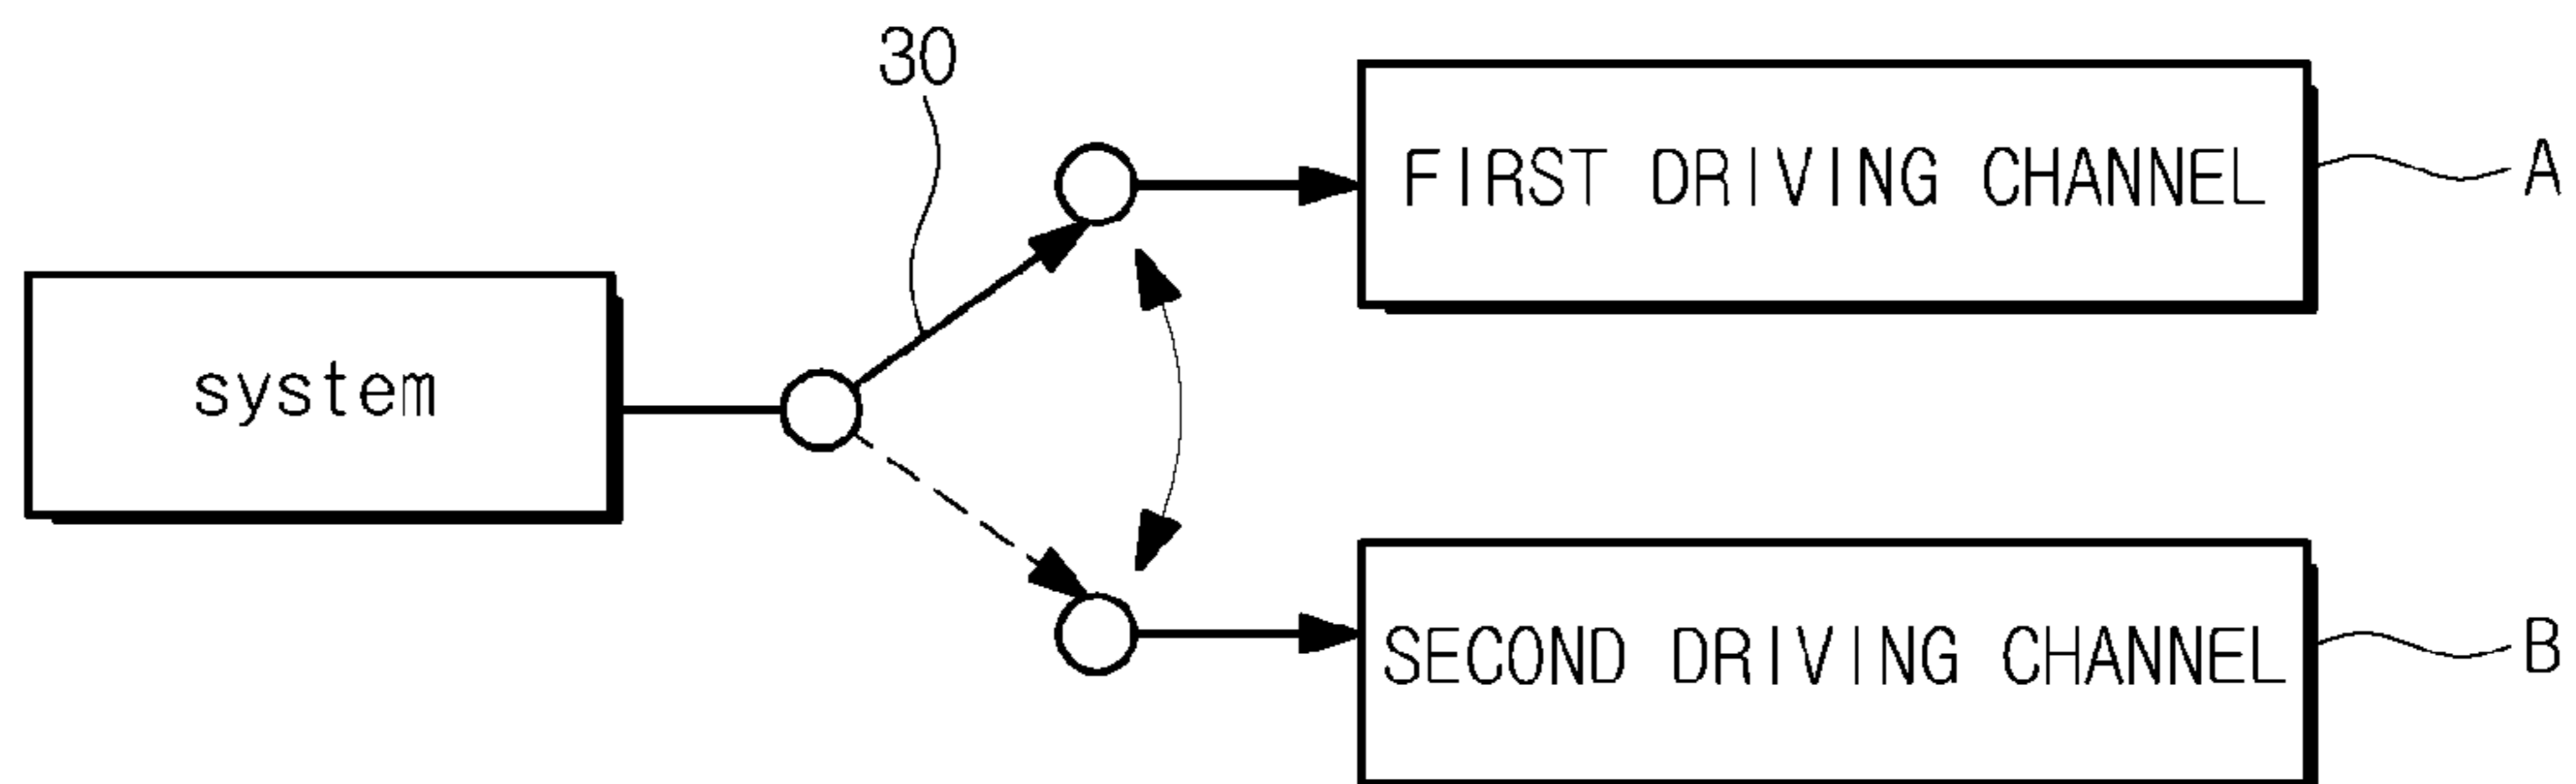 30
FIRST DRIVING CHANNEL
A
system
SECOND DRIVING CHANNEL
B